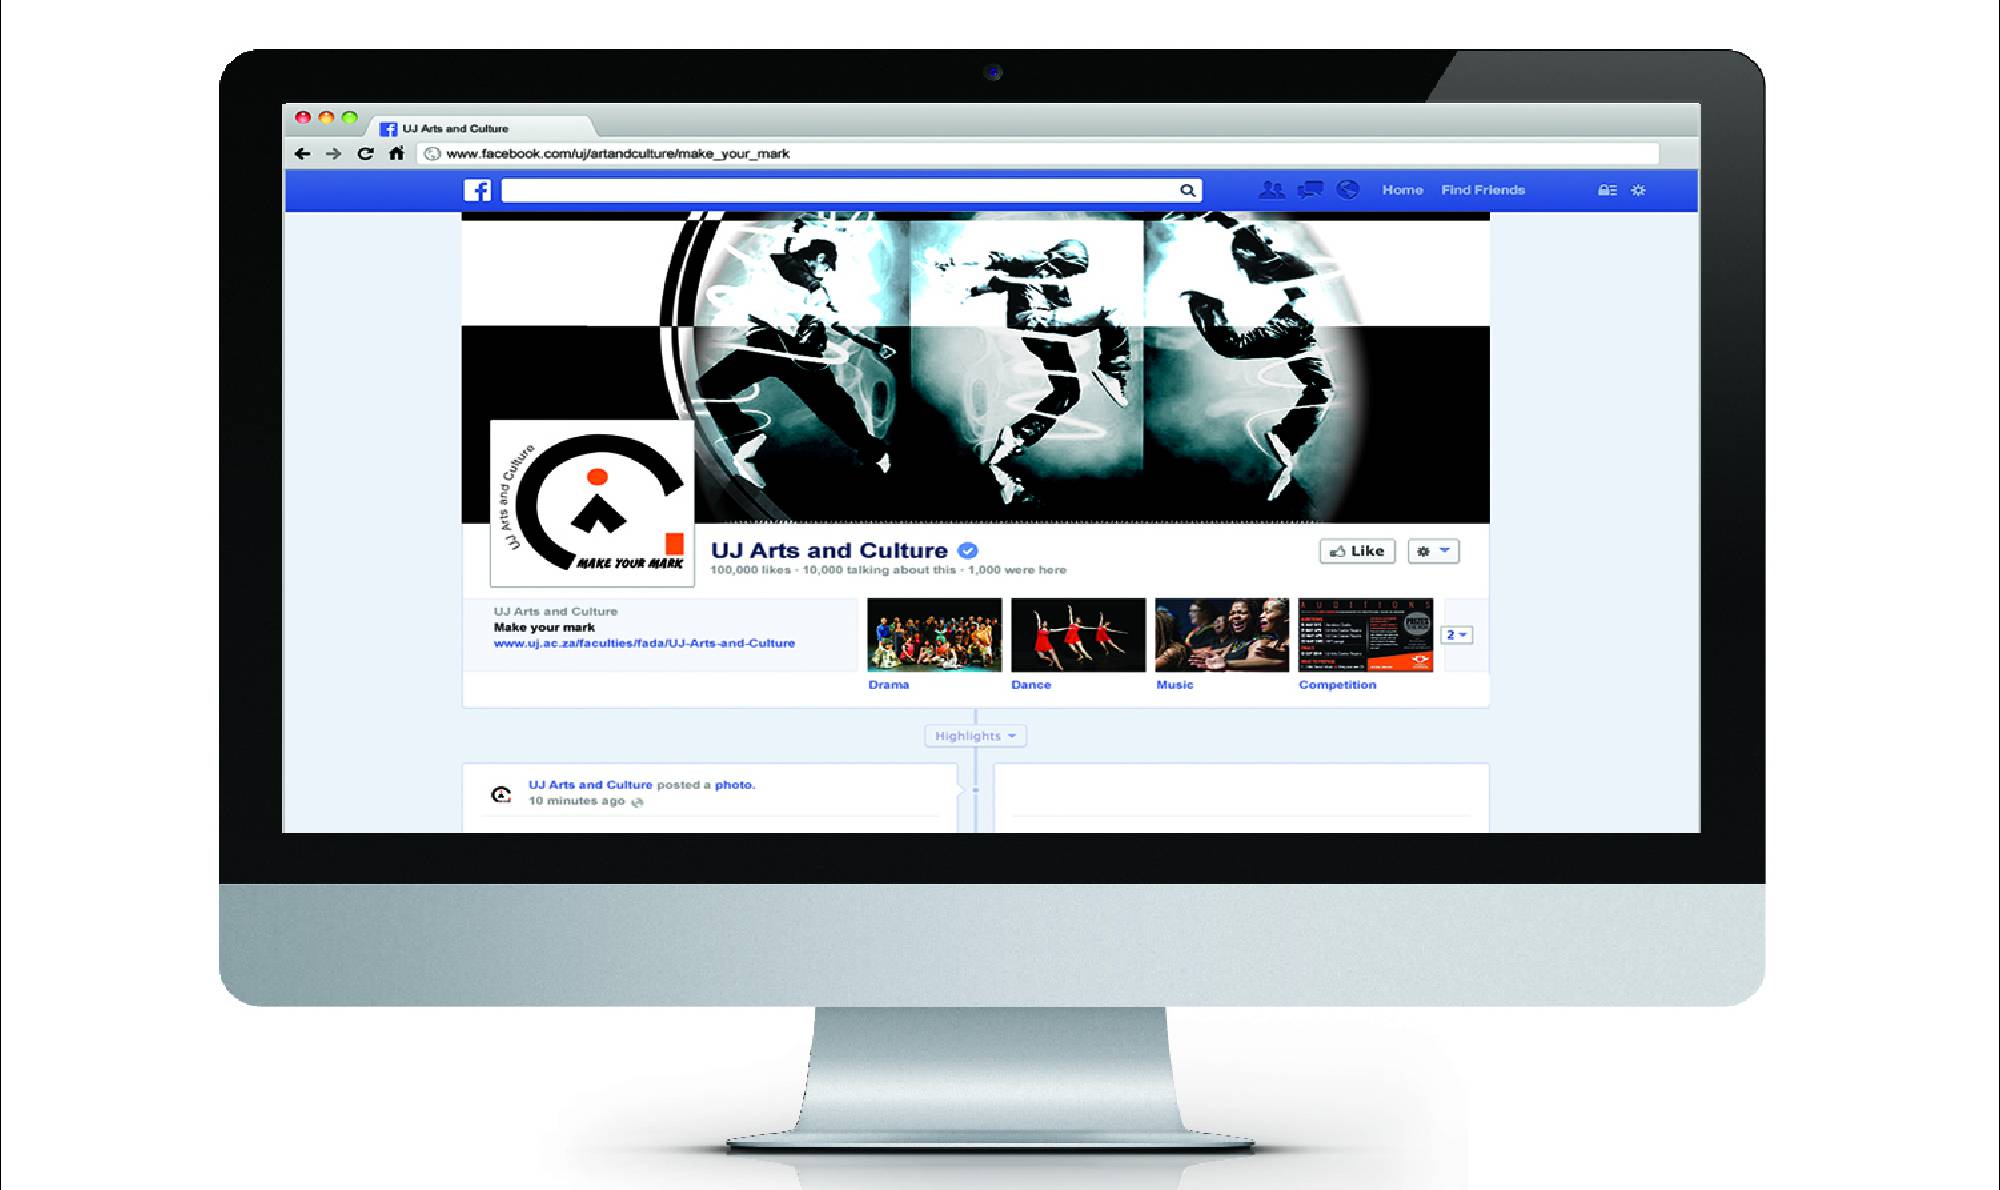 UJ Arts and Culture
www.facebook.com/uj/artandculture/make_your_mark
Home Find Friends
UJ Arts and Culture
MAKE YOUR MARK
UJ Arts and Culture
Like
100,000 likes · 10,000 talking about this · 1,000 were here
UJ Arts and Culture
Make your mark
www.uj.ac.za/faculties/fada/UJ-Arts-and-Culture
AUDITIONS
2
Drama Dance Music Competition
Highlights
UJ Arts and Culture posted a photo.
10 minutes ago